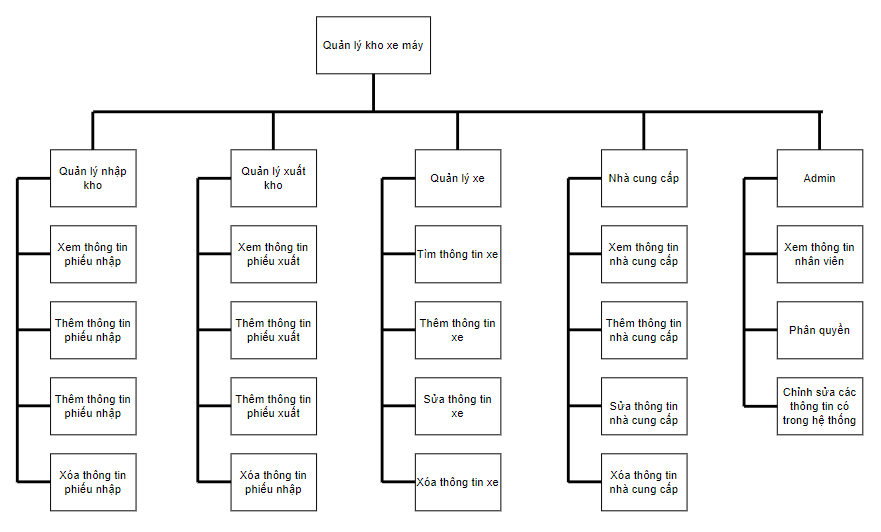 Quản lý kho xe máy
Quản lý nhập
kho
Xem thông tin
phiếu nhập
Thêm thông tin
phiếu nhập
Thêm thông tin
phiếu nhập
Xóa thông tin
phiếu nhập
Quản lý xuất
kho
Xem thông tin
phiếu xuất
Thêm thông tin
phiếu xuất
Thêm thông tin
phiếu xuất
Xóa thông tin
phiếu nhập
Quản lý xe
Tìm thông tin xe
Thêm thông tin
xe
Sửa thông tin
xe
Xóa thông tin xe
Nhà cung cấp
Xem thông tin
nhà cung cấp
Thêm thông tin
nhà cung cấp
Sửa thông tin
nhà cung cấp
Xóa thông tin
nhà cung cấp
Admin
Xem thông tin
nhân viên
Phân quyền
Chỉnh sửa các
thông tin có
trong hệ thống